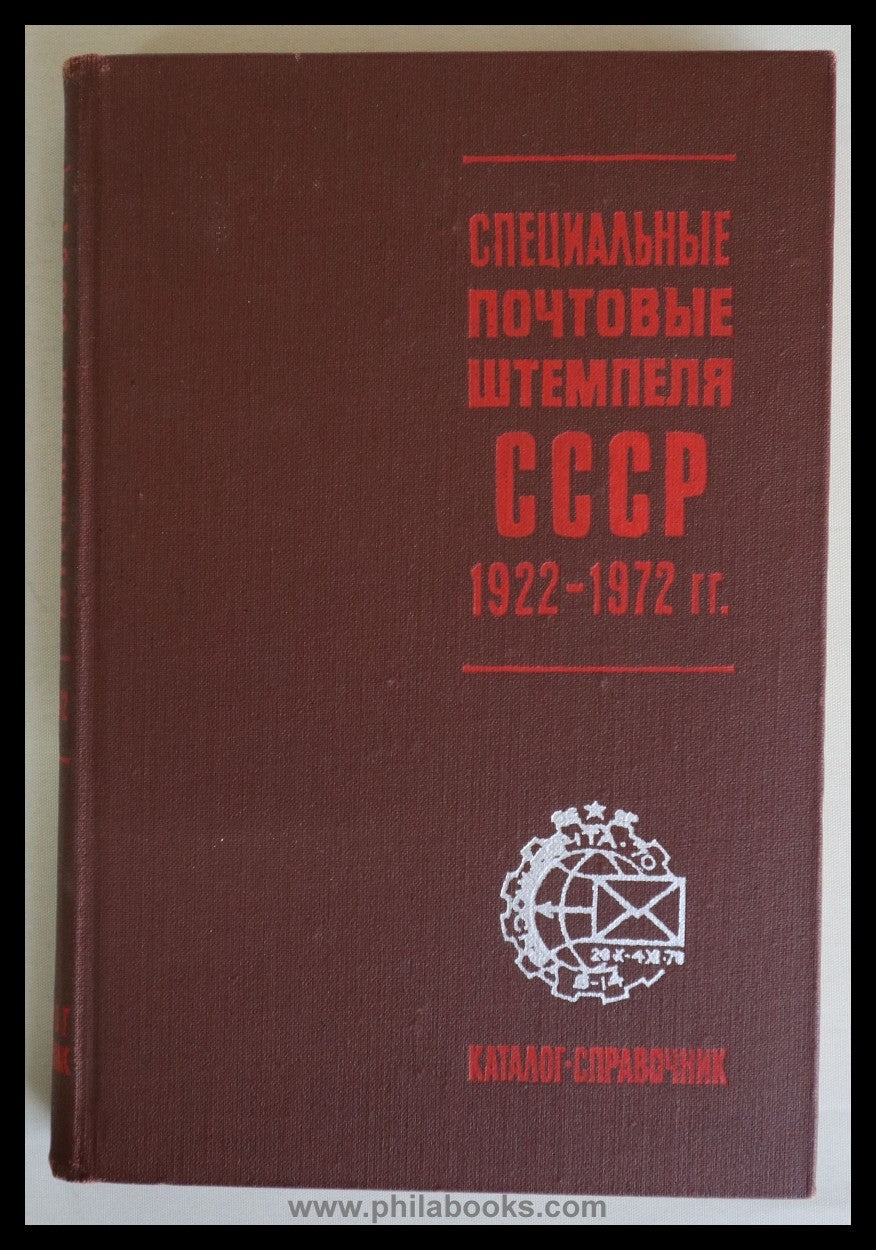 СПЕЦИАЛЬНЫЕ
ПОЧТОВЫЕ
ШТЕМПЕЛЯ
СССР
1922-1972 гг.
КАТАЛОГ-СПРАВОЧНИК
www.philabooks.com